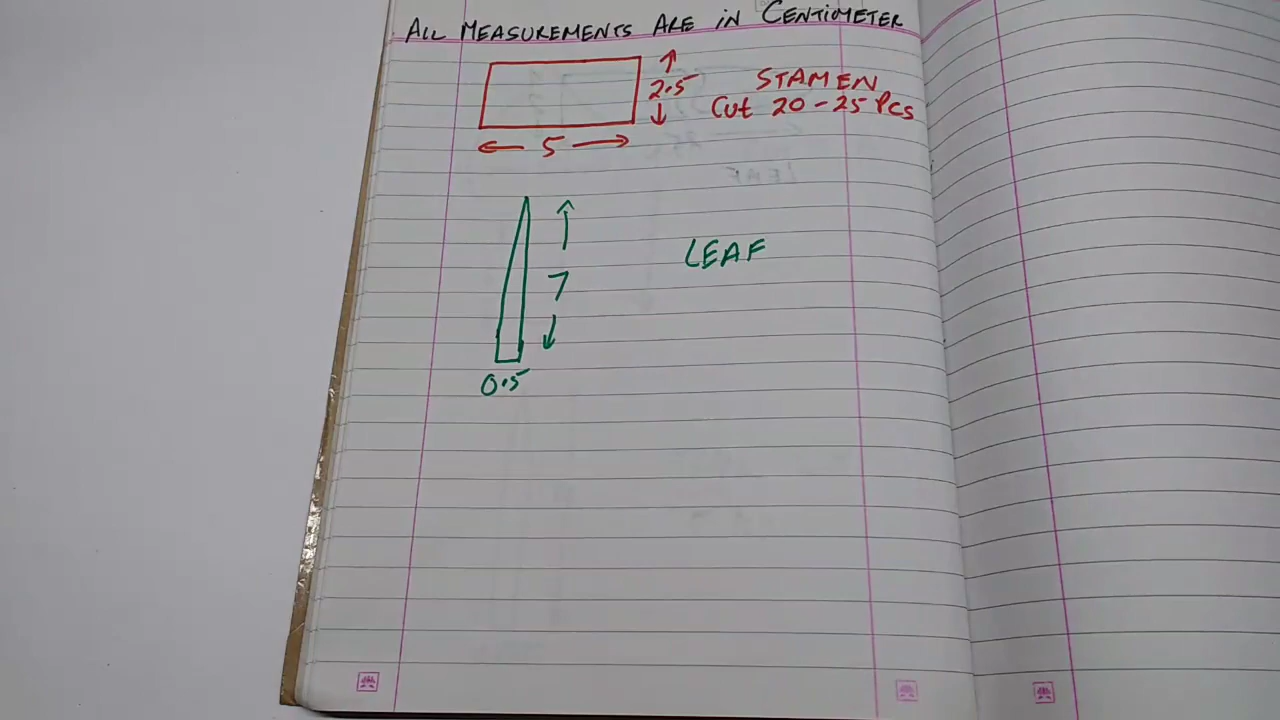 ALL MEASUREMENTS ARE IN CENTIMETER
2.5
STAMEN
Cut 20-25 Pcs
5
7
LEAF
0.5